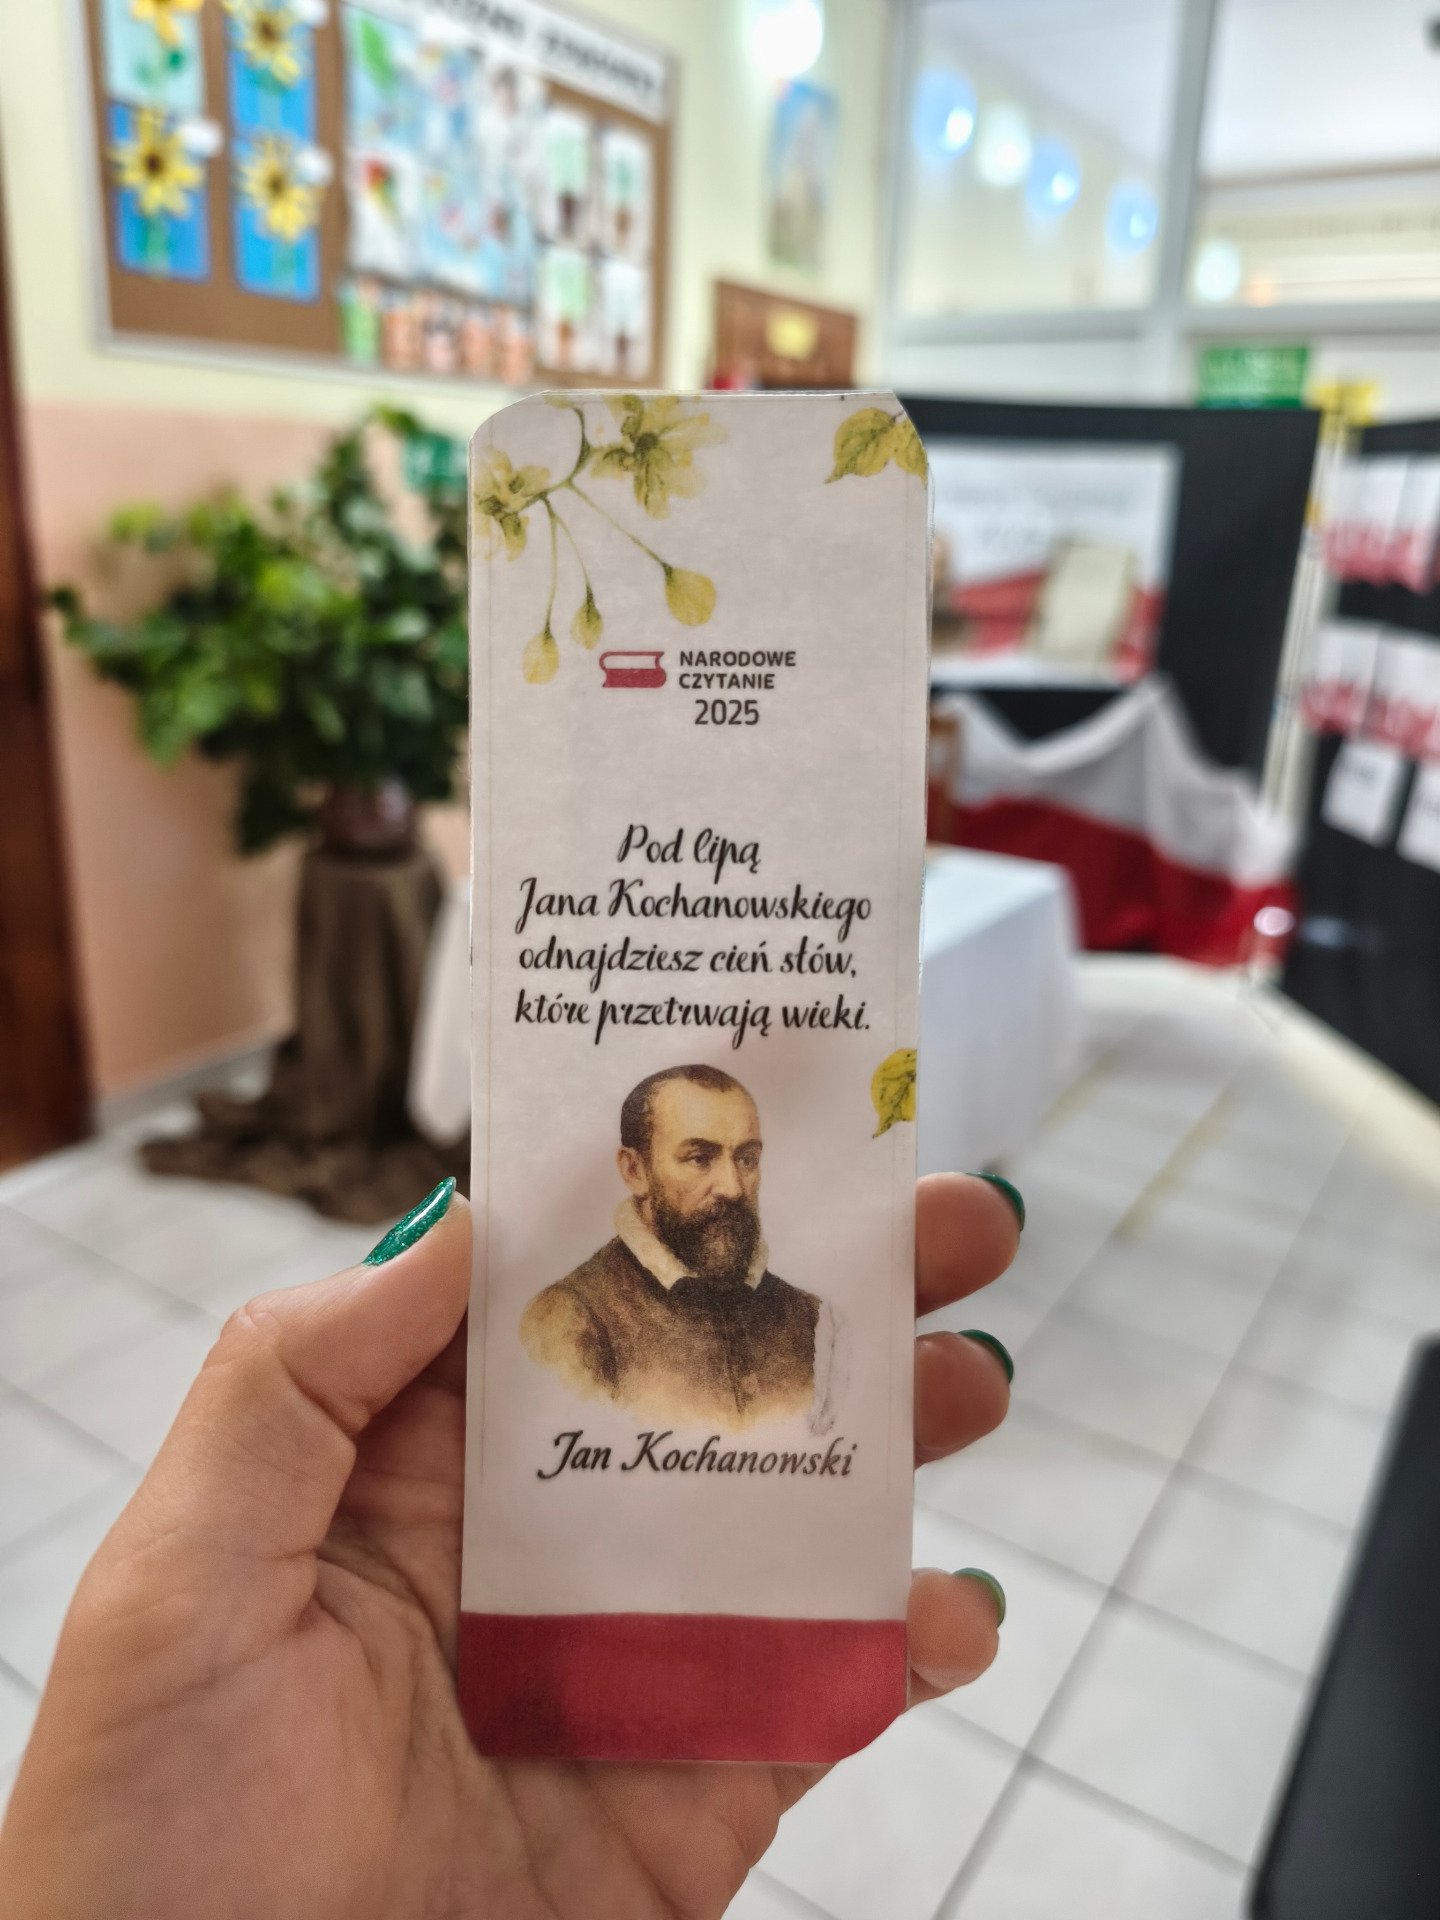 NARODOWE
CZYTANIE
2025
Pod lipą
Jana Kochanowskiego
odnajdziesz cień słów,
które przetrwają wieki.
Jan Kochanowski